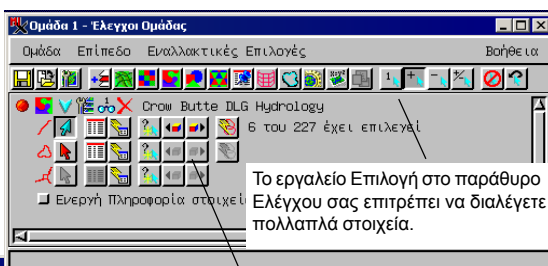 Ομάδα 1 - Έλεγχοι Ομάδας
Ομάδα Επίπεδο Εναλλακτικές Επιλογές Βοήθεια
Crow Butte DLG Hydrology
6 του 227 έχει επιλεγεί
Ενεργή Πληροφορία στοιχεί
Το εργαλείο Επιλογή στο παράθυρο
Ελέγχου σας επιτρέπει να διαλέγετε
πολλαπλά στοιχεία.